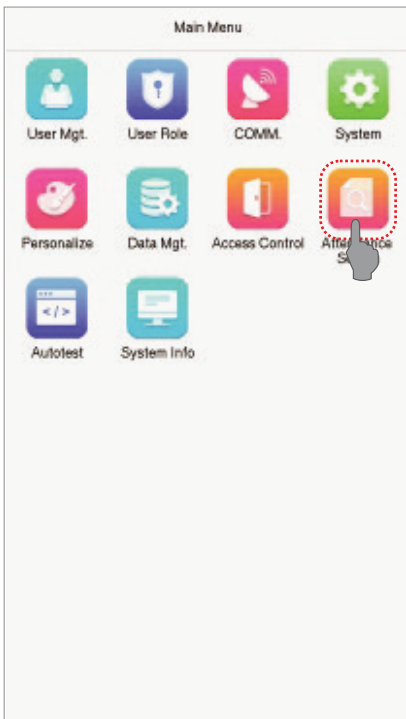 Main Menu
User Mgt.
User Role
COMM.
System
Personalize
Data Mgt.
Access Control
Autotest
System Info